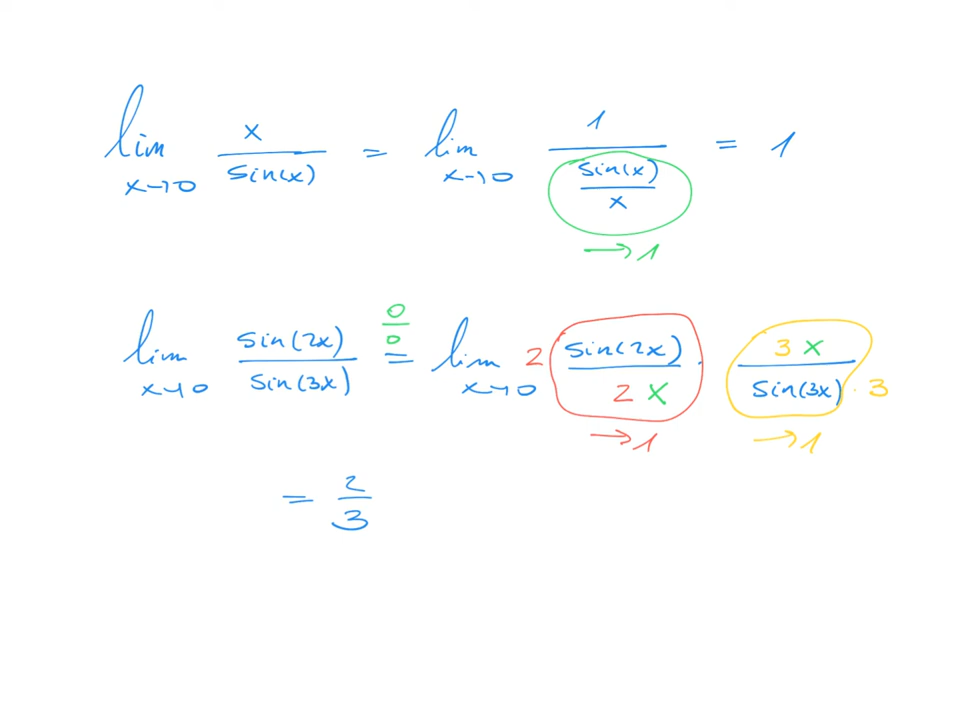 lim x→0 x/sin(x) = lim x→0 1/(sin(x)/x) = 1
→1
lim x→0 sin(2x)/sin(3x) 0/0 = lim x→0 2 sin(2x)/(2x) · 3x/(sin(3x) · 3)
→1 →1
= 2/3